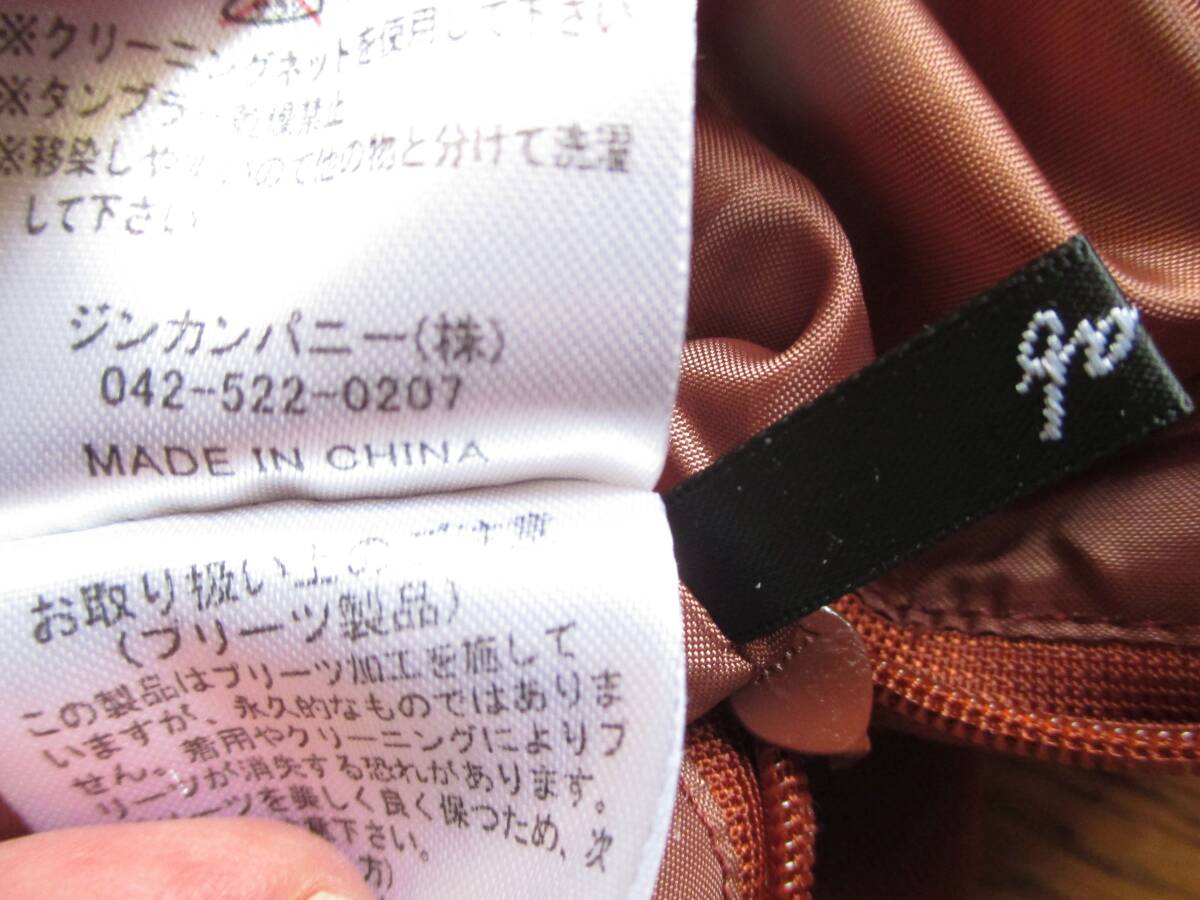 ※クリーニングネットを使用して下さい
※タンブラー乾燥禁止
※移染しやすいので他の物と分けて洗濯
して下さい
ジンカンパニー(株)
042-522-0207
MADE IN CHINA
お取り扱い上の
(プリーツ製品)
この製品はプリーツ加工を施して
いますが、永久的なものではありま
せん。着用やクリーニングによりプ
リーツが消失する恐れがあります。
ーツを美しく良く保つため、次
下さい。
方)